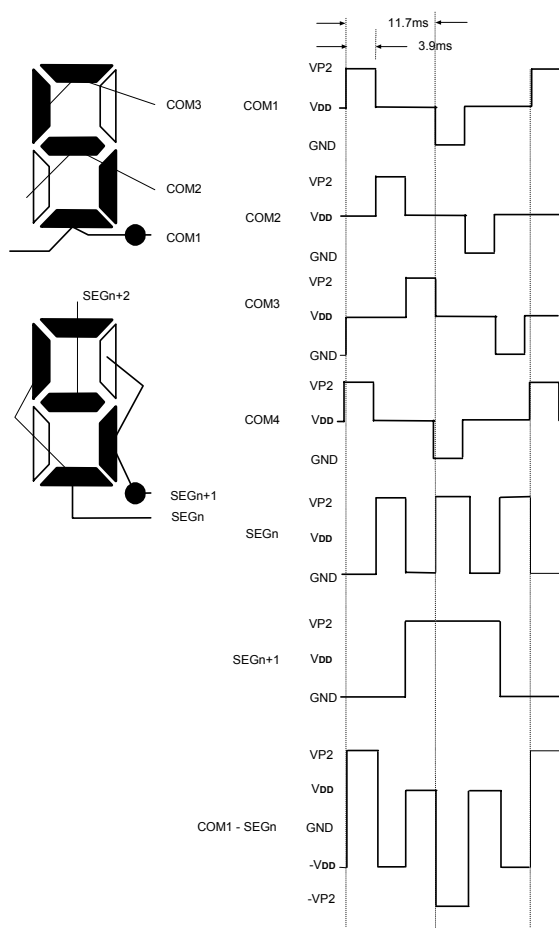 11.7ms
3.9ms
COM3
COM2
COM1
SEGn+2
SEGn+1
SEGn
COM1
VP2
VDD
GND
COM2
VP2
VDD
GND
COM3
VP2
VDD
GND
COM4
VP2
VDD
GND
SEGn
VP2
VDD
GND
SEGn+1
VP2
VDD
GND
COM1 - SEGn
VP2
VDD
GND
-VDD
-VP2